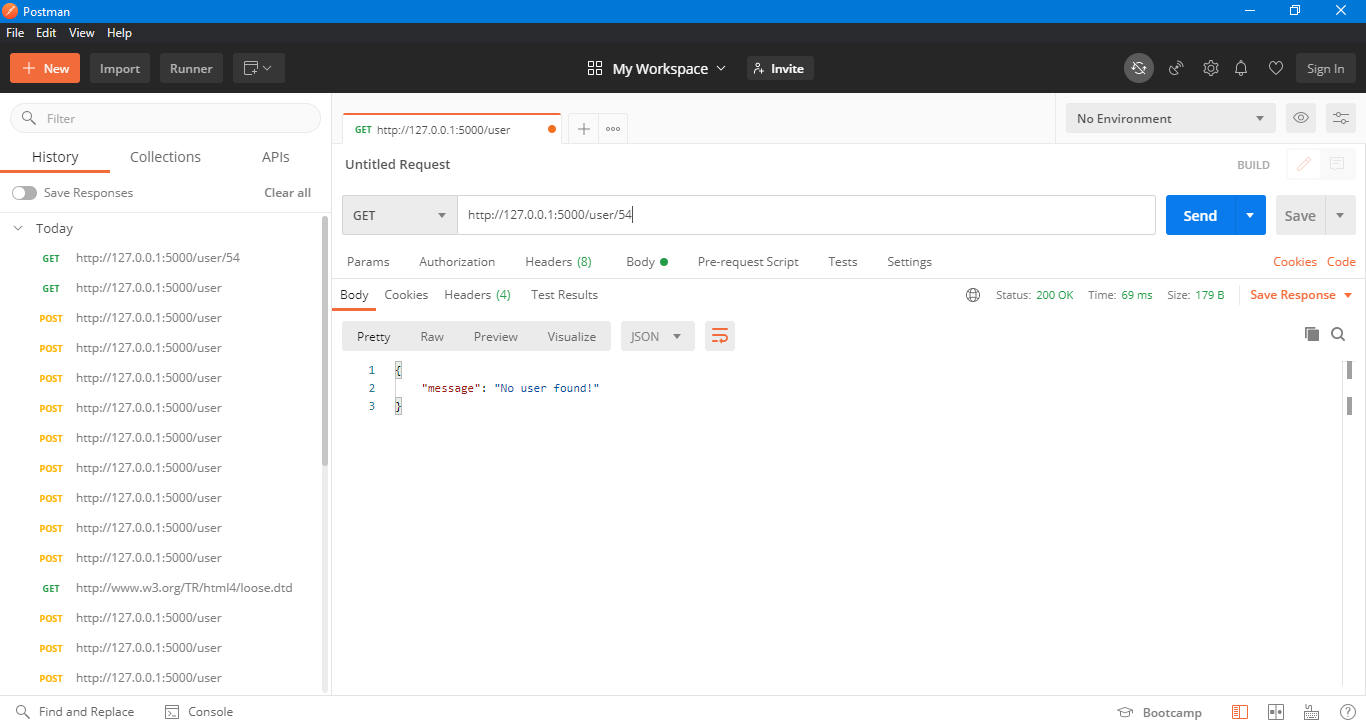 Postman
File Edit View Help
New Import Runner My Workspace Invite Sign In
Filter
History Collections APIs
Save Responses Clear all
Today
GET http://127.0.0.1:5000/user/54
GET http://127.0.0.1:5000/user
POST http://127.0.0.1:5000/user
POST http://127.0.0.1:5000/user
POST http://127.0.0.1:5000/user
POST http://127.0.0.1:5000/user
POST http://127.0.0.1:5000/user
POST http://127.0.0.1:5000/user
POST http://127.0.0.1:5000/user
POST http://127.0.0.1:5000/user
POST http://127.0.0.1:5000/user
GET http://www.w3.org/TR/html4/loose.dtd
POST http://127.0.0.1:5000/user
POST http://127.0.0.1:5000/user
POST http://127.0.0.1:5000/user
GET http://127.0.0.1:5000/user
No Environment
Untitled Request BUILD
GET http://127.0.0.1:5000/user/54 Send Save
Params Authorization Headers (8) Body Pre-request Script Tests Settings Cookies Code
Body Cookies Headers (4) Test Results Status: 200 OK Time: 69 ms Size: 179 B Save Response
Pretty Raw Preview Visualize JSON
1 {
2 "message": "No user found!"
3 }
Find and Replace Console Bootcamp